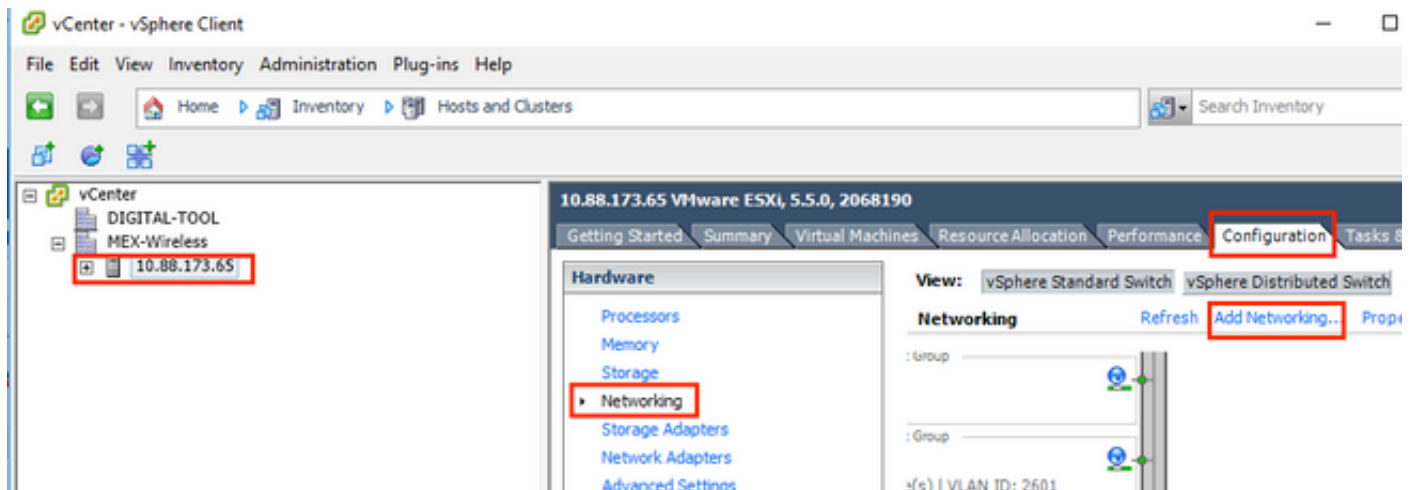 vCenter - vSphere Client
File Edit View Inventory Administration Plug-ins Help
Home Inventory Hosts and Clusters
Search Inventory
vCenter
DIGITAL-TOOL
MEX-Wireless
10.88.173.65
10.88.173.65 VMware ESXi, 5.5.0, 2068190
Getting Started Summary Virtual Machines Resource Allocation Performance Configuration Tasks &
Hardware
Processors
Memory
Storage
Networking
Storage Adapters
Network Adapters
Advanced Settings
View: vSphere Standard Switch vSphere Distributed Switch
Networking Refresh Add Networking... Prope
: Group
: Group
e(s) | VLAN ID: 2601